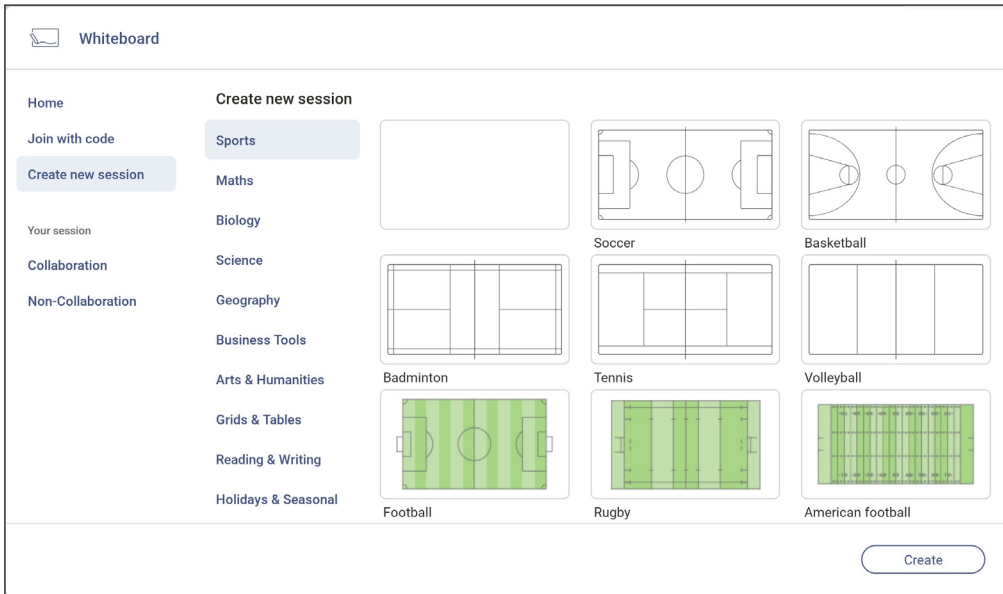 Whiteboard
Home
Join with code
Create new session
Your session
Collaboration
Non-Collaboration
Create new session
Sports
Maths
Biology
Science
Geography
Business Tools
Arts & Humanities
Grids & Tables
Reading & Writing
Holidays & Seasonal
Soccer
Basketball
Badminton
Tennis
Volleyball
Football
Rugby
American football
Create